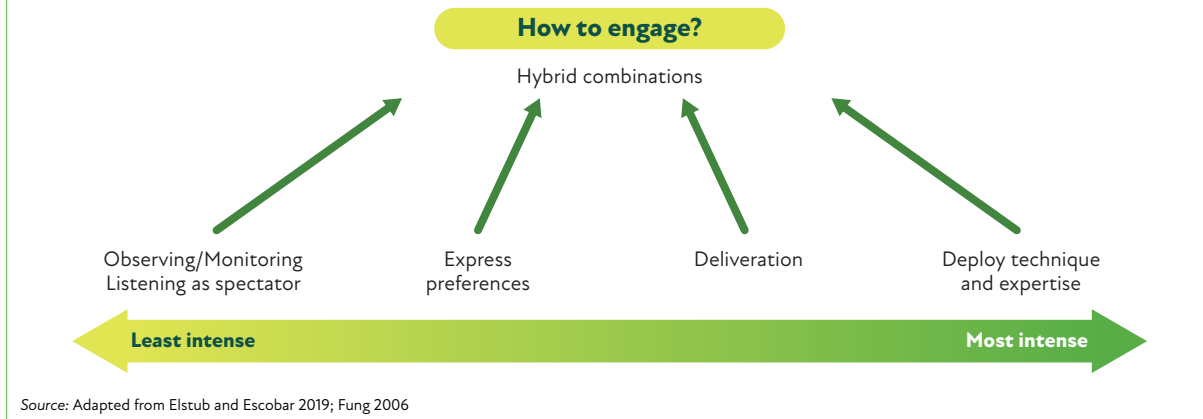 How to engage?
Hybrid combinations
Observing/Monitoring
Listening as spectator
Express
preferences
Deliveration
Deploy technique
and expertise
Least intense
Most intense
Source: Adapted from Elstub and Escobar 2019; Fung 2006